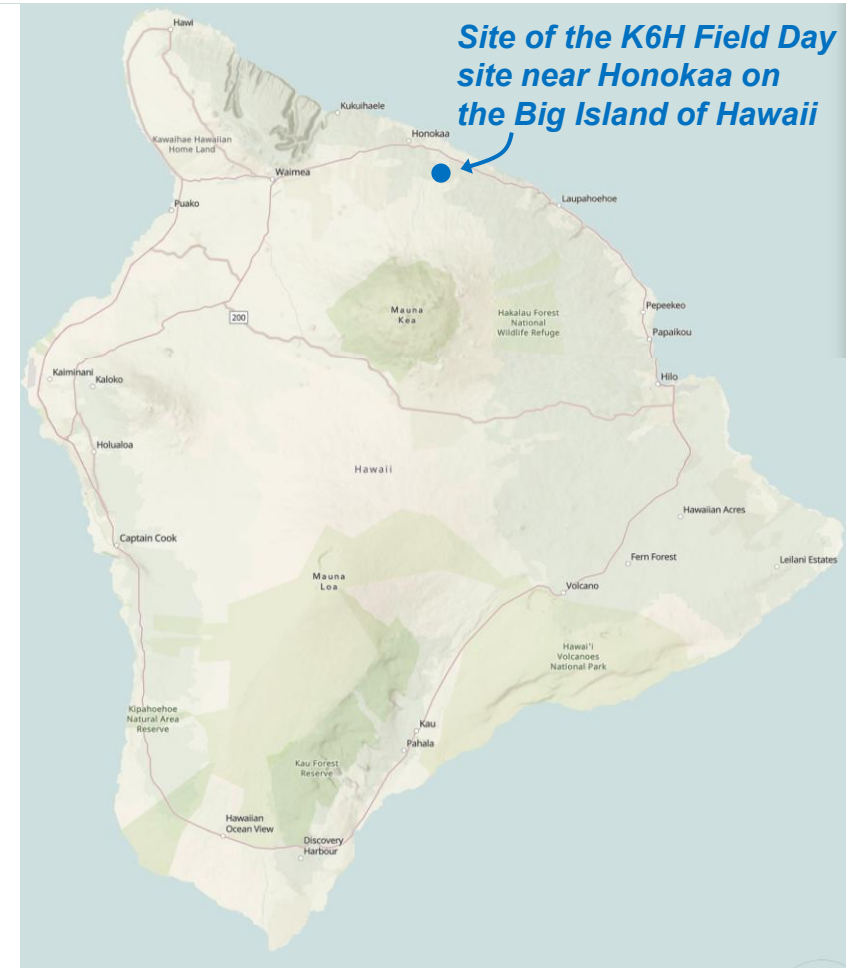 Hawi
Site of the K6H Field Day
site near Honokaa on
the Big Island of Hawaii
Kukuihaele
Honokaa
Kawaihae Hawaiian
Home Land
Waimea
Laupahoehoe
Puako
Mauna
Kea
Hakalau Forest
National
Wildlife Refuge
Pepeekeo
200
Papaikou
Kaiminani
Kaloko
Hilo
Holualoa
Hawaii
Hawaiian Acres
Captain Cook
Fern Forest
Leilani Estates
Mauna
Loa
Volcano
Hawai'i
Volcanoes
National Park
Kipahoehoe
Natural Area
Reserve
Kau
Pahala
Kau Forest
Reserve
Hawaiian
Ocean View
Discovery
Harbour